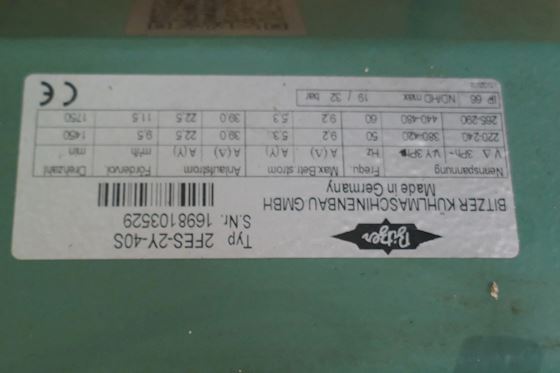 Bitzer
Typ 2FES-2Y-40S
S.Nr. 1698103529
BITZER KÜHLMASCHINENBAU GMBH
Made in Germany
Nennspannung Frequ. Max.Betr.strom Anlaufstrom Fördervol. Drehzahl
V Δ 3PH~ V Y 3PH~ Hz A (Δ) A (Y) A (Δ) A (Y) m³/h min
220-240 380-420 50 9.2 5.3 39.0 22.5 9.5 1450
265-290 440-480 60 9.2 5.3 39.0 22.5 11.5 1750
IP 66 ND/HD max 19 / 32 bar
CE